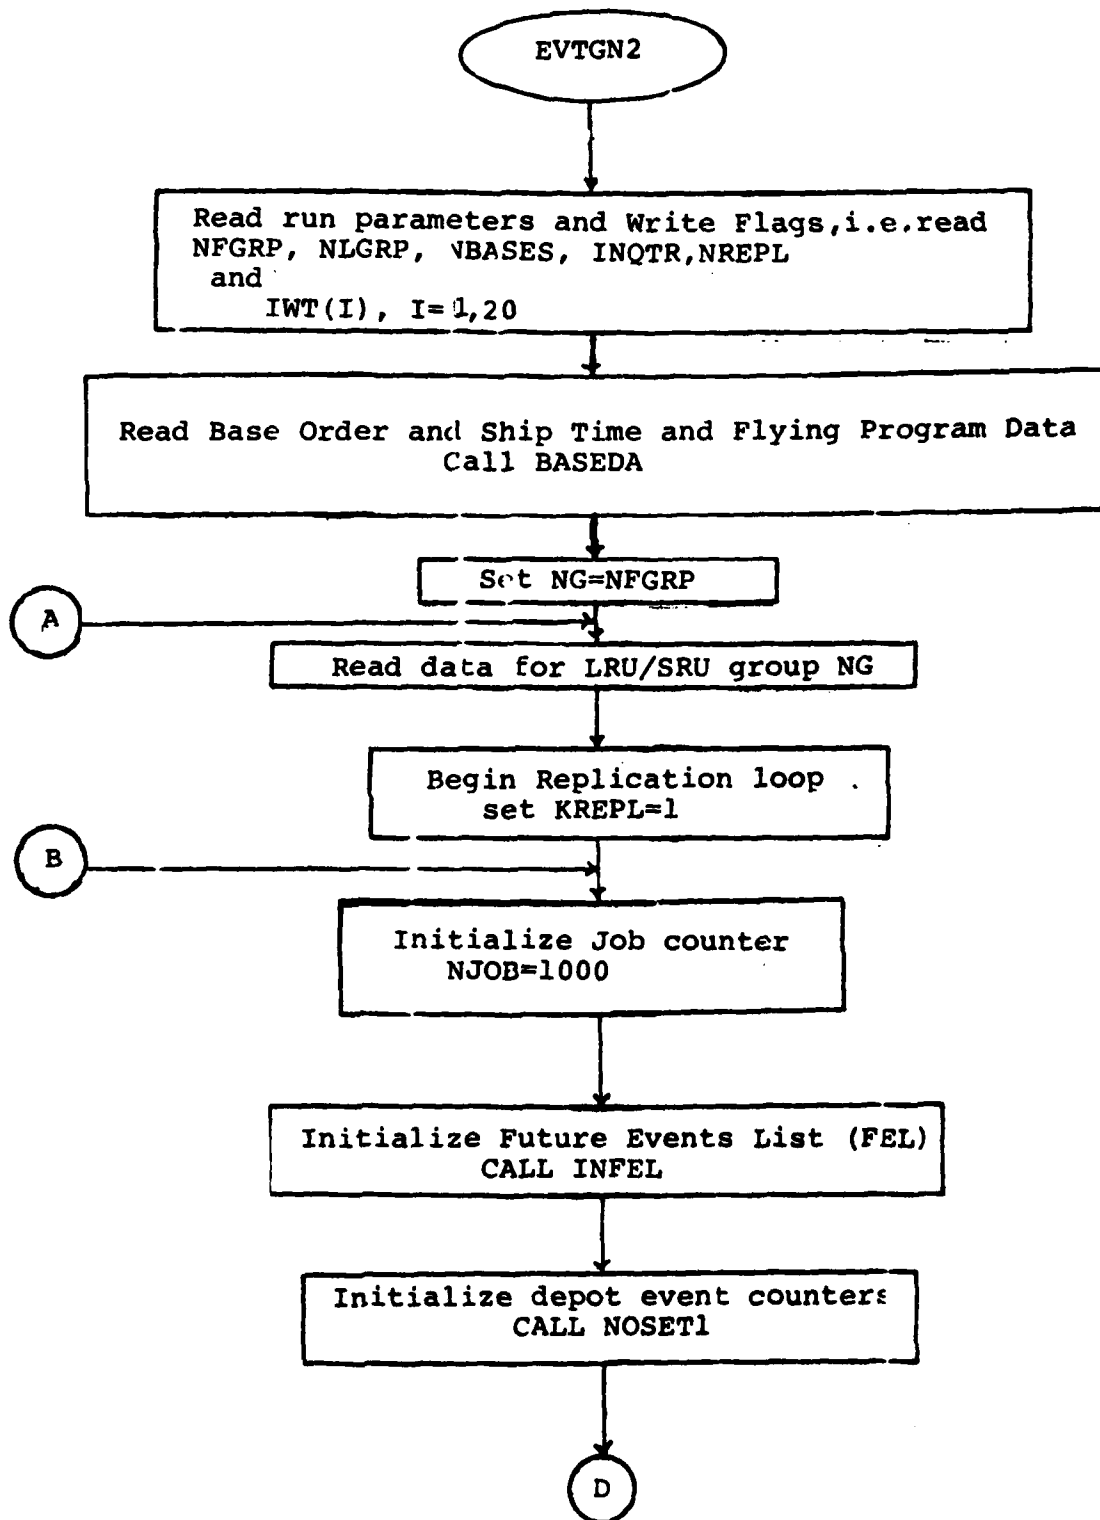 EVTGN2
Read run parameters and Write Flags,i.e.read
NFGRP, NLGRP, NBASES, INQTR,NREPL
and
IWT(I), I=1,20
Read Base Order and Ship Time and Flying Program Data
Call BASEDA
Set NG=NFGRP
A
Read data for LRU/SRU group NG
Begin Replication loop .
set KREPL=1
B
Initialize Job counter
NJOB=1000
Initialize Future Events List (FEL)
CALL INFEL
Initialize depot event counters
CALL NOSET1
D